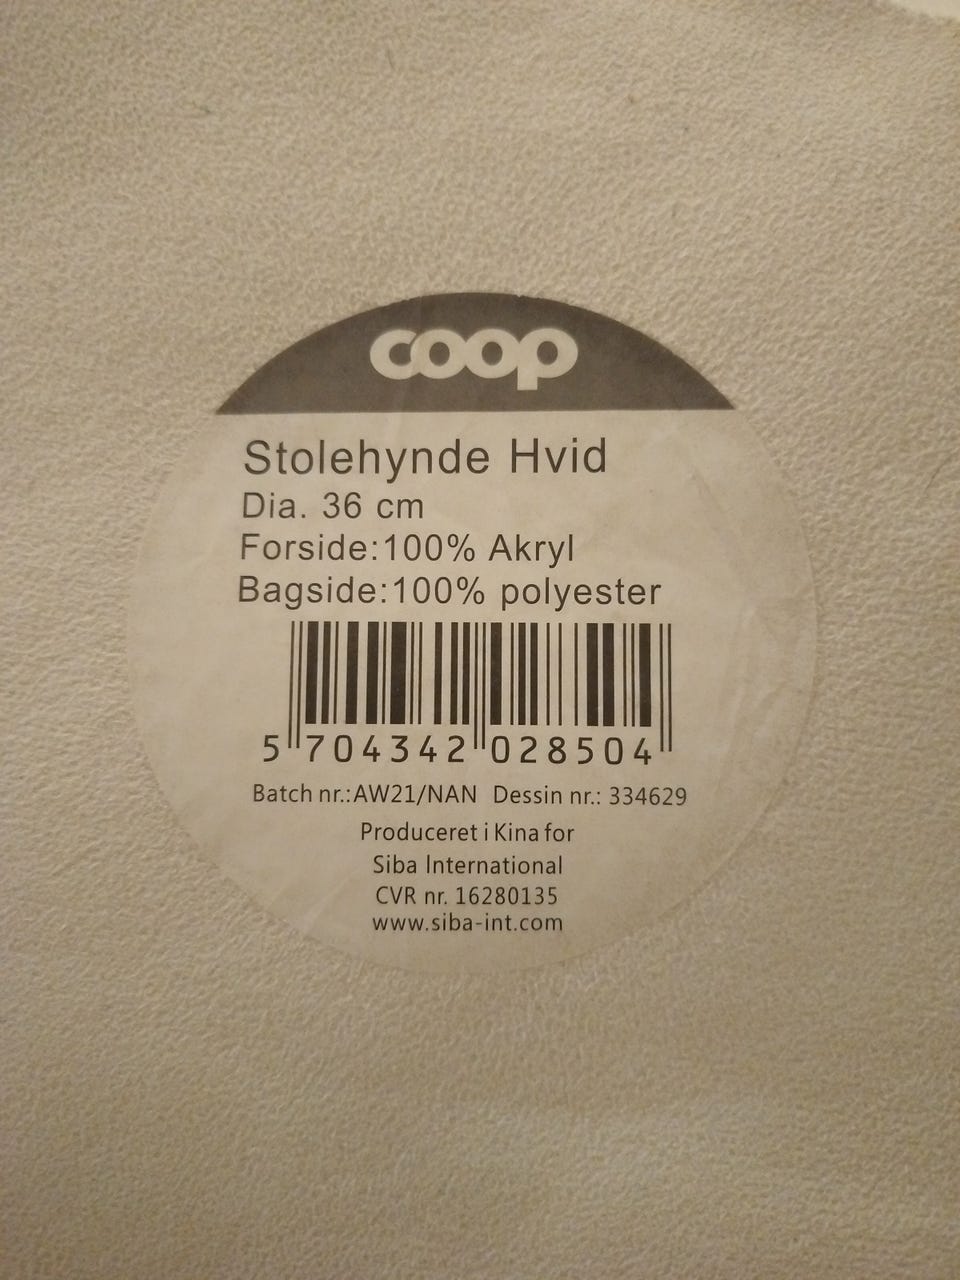 coop
Stolehynde Hvid
Dia. 36 cm
Forside:100% Akryl
Bagside:100% polyester
5 704342 028504
Batch nr.:AW21/NAN Dessin nr.: 334629
Produceret i Kina for
Siba International
CVR nr. 16280135
www.siba-int.com